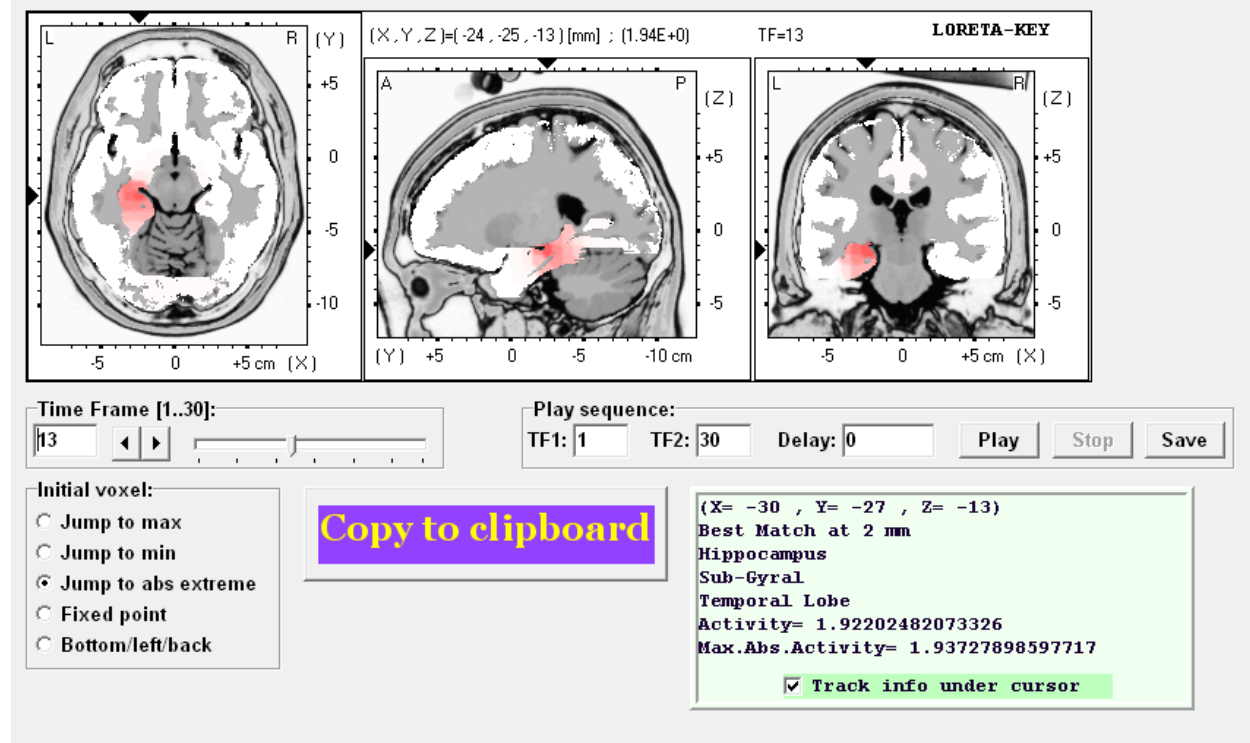 (X,Y,Z)=(-24,-25,-13)[mm] ; (1.94E+0) TF=13 LORETA-KEY
L R (Y) A P (Z) L R (Z)
+5 +5 +5
0 0 0
-5 -5 -5
-10
-5 0 +5 cm (X) (Y) +5 0 -5 -10 cm -5 0 +5 cm (X)
Time Frame [1..30]: Play sequence:
13 TF1: 1 TF2: 30 Delay: 0 Play Stop Save
Initial voxel:
Jump to max
Jump to min
Jump to abs extreme
Fixed point
Bottom/left/back
Copy to clipboard
(X= -30 , Y= -27 , Z= -13)
Best Match at 2 mm
Hippocampus
Sub-Gyral
Temporal Lobe
Activity= 1.92202482073326
Max.Abs.Activity= 1.93727898597717
Track info under cursor